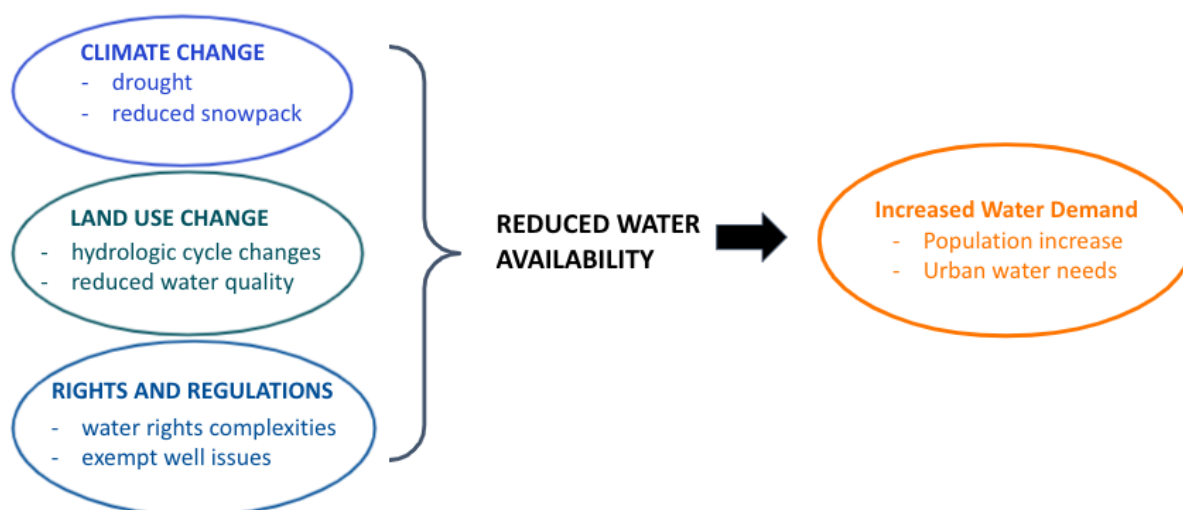 CLIMATE CHANGE
- drought
- reduced snowpack
LAND USE CHANGE
- hydrologic cycle changes
- reduced water quality
RIGHTS AND REGULATIONS
- water rights complexities
- exempt well issues
REDUCED WATER
AVAILABILITY
Increased Water Demand
- Population increase
- Urban water needs